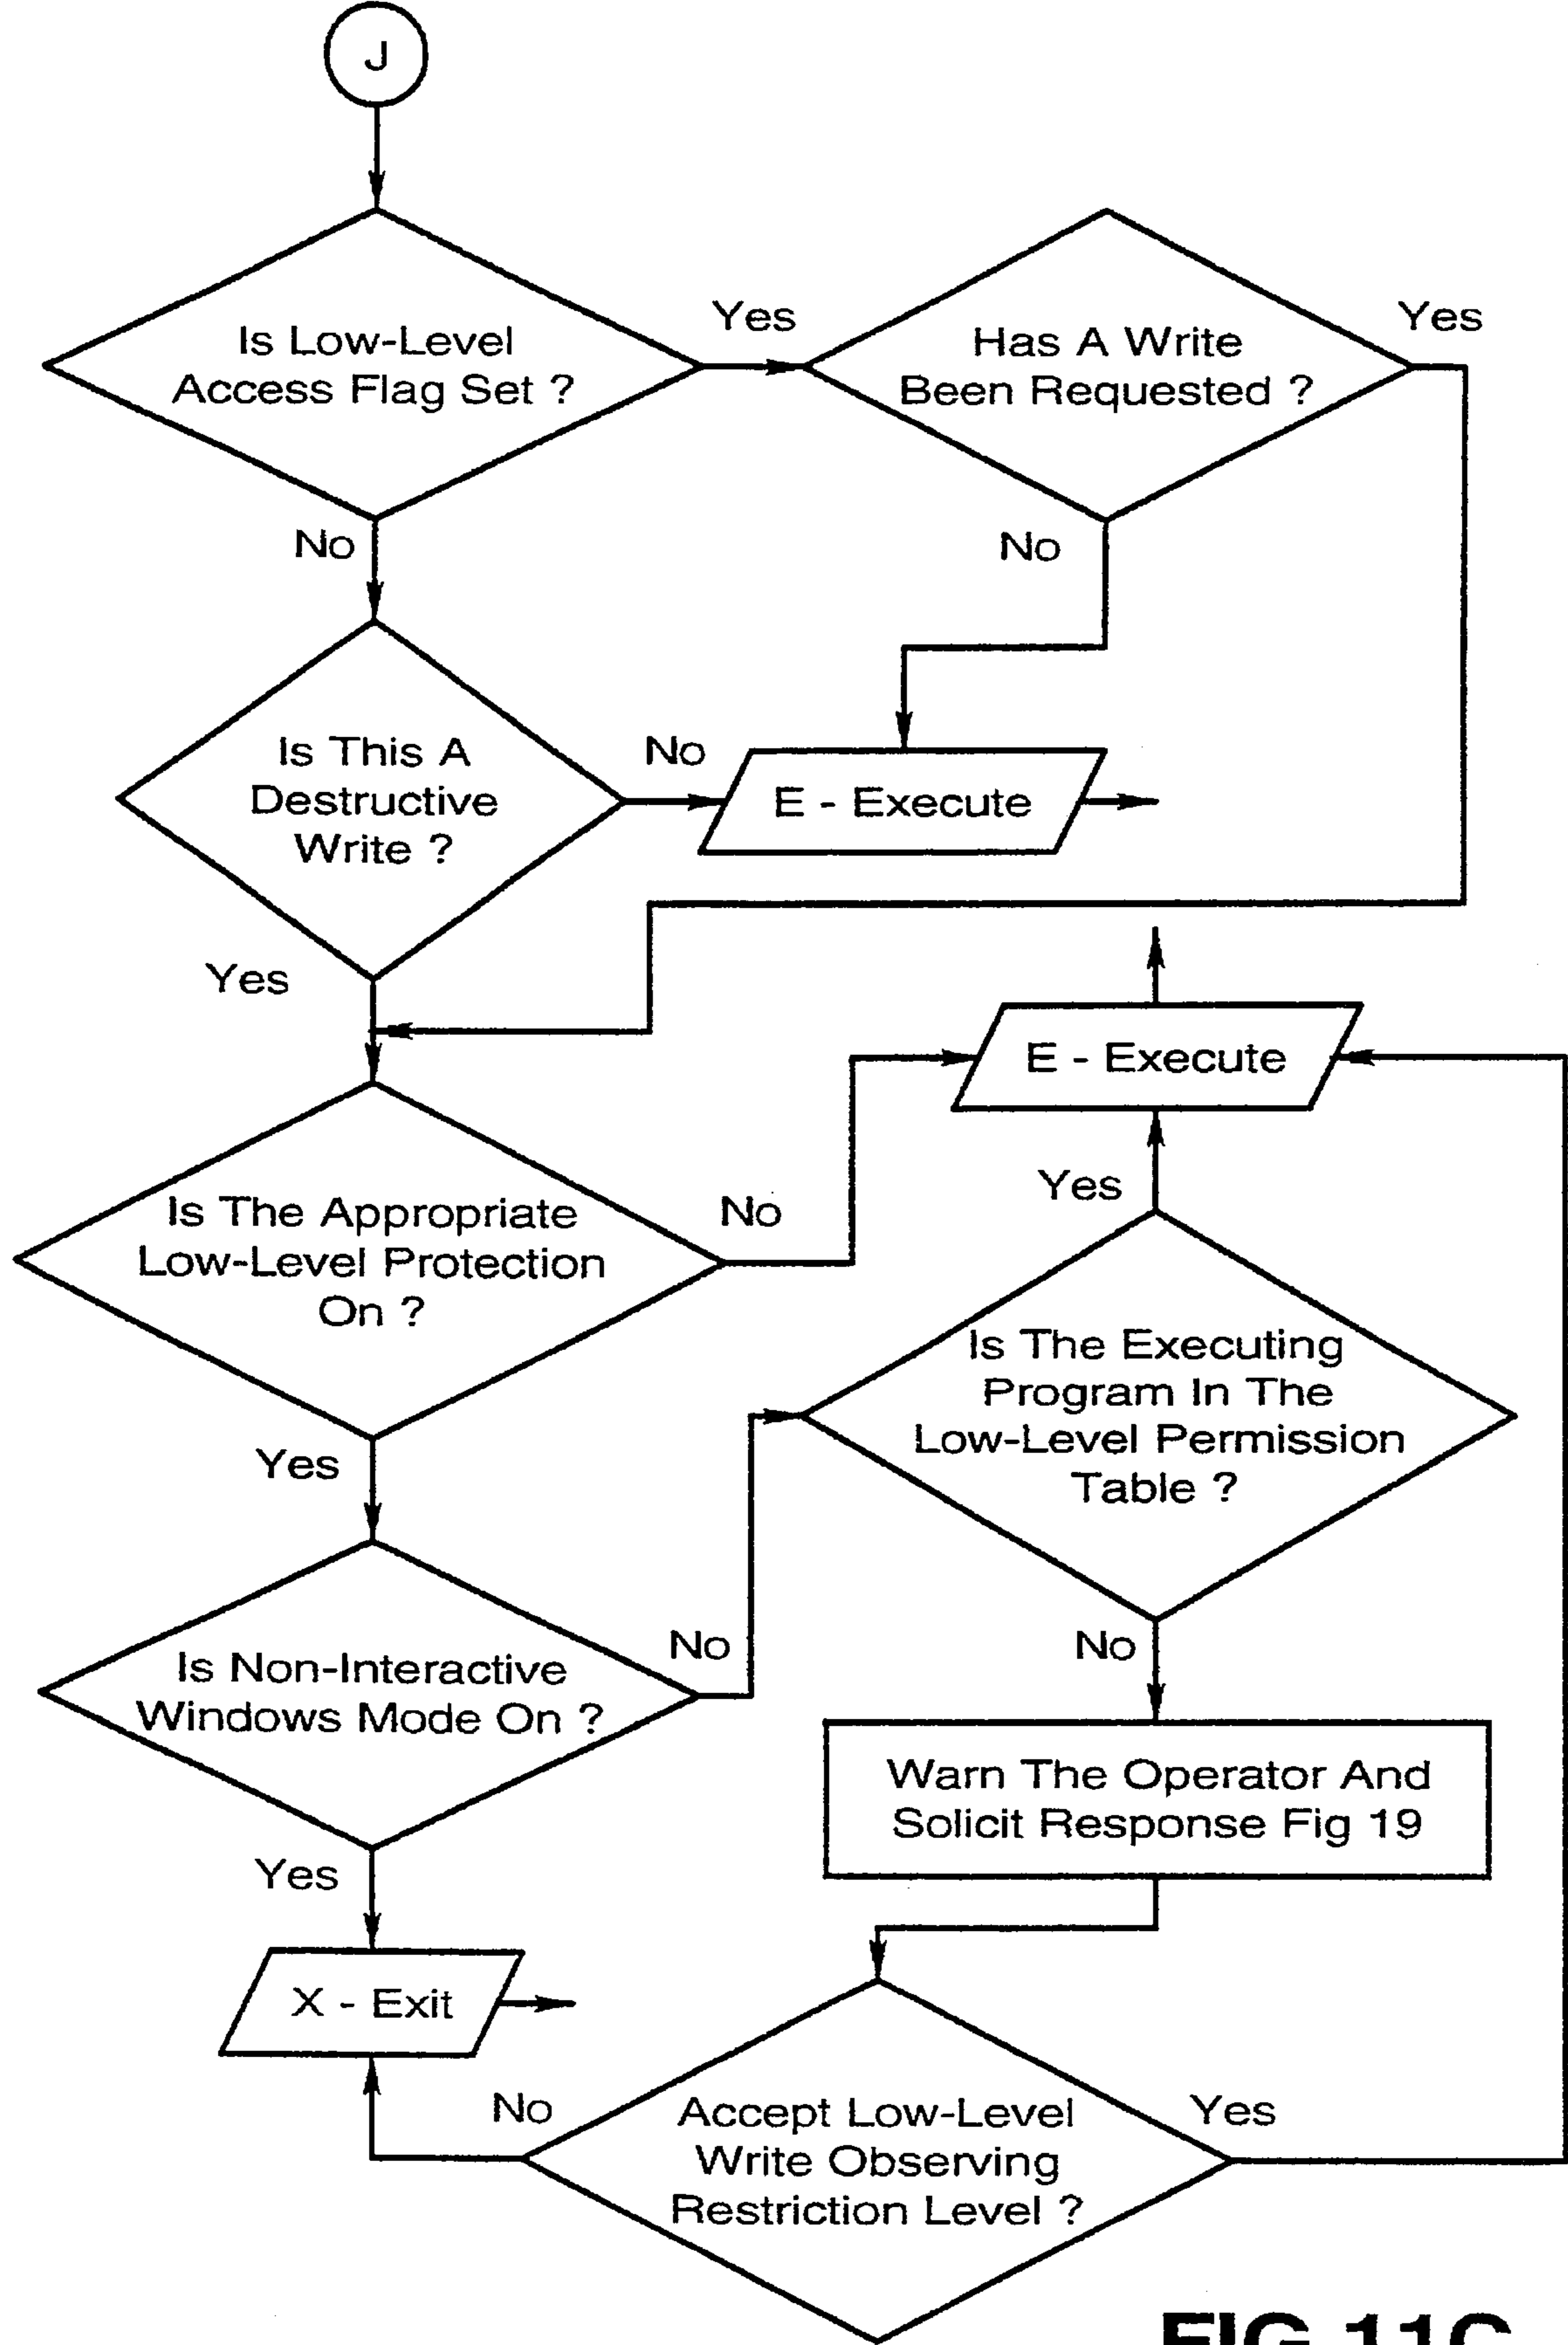 J
Is Low-Level
Access Flag Set ?
Yes
Has A Write
Been Requested ?
Yes
No
No
Is This A
Destructive
Write ?
No
E - Execute
Yes
E - Execute
Is The Appropriate
Low-Level Protection
On ?
No
Yes
Is The Executing
Program In The
Low-Level Permission
Table ?
Yes
Is Non-Interactive
Windows Mode On ?
No
No
Warn The Operator And
Solicit Response Fig 19
Yes
X - Exit
No
Accept Low-Level
Write Observing
Restriction Level ?
Yes
FIG 11C